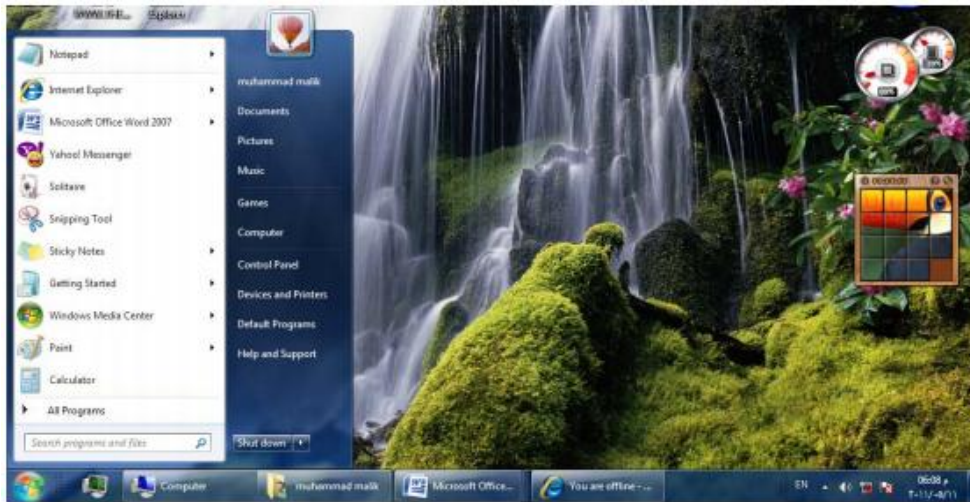 Explorer
Notepad
Internet Explorer
Microsoft Office Word 2007
Yahoo! Messenger
Solitaire
Snipping Tool
Sticky Notes
Getting Started
Windows Media Center
Paint
Calculator
All Programs
Search programs and files
muhammad malik
Documents
Pictures
Music
Games
Computer
Control Panel
Devices and Printers
Default Programs
Help and Support
Shut down
Computer
muhammad malik
Microsoft Office...
You are offline - ...
EN
06:08 م